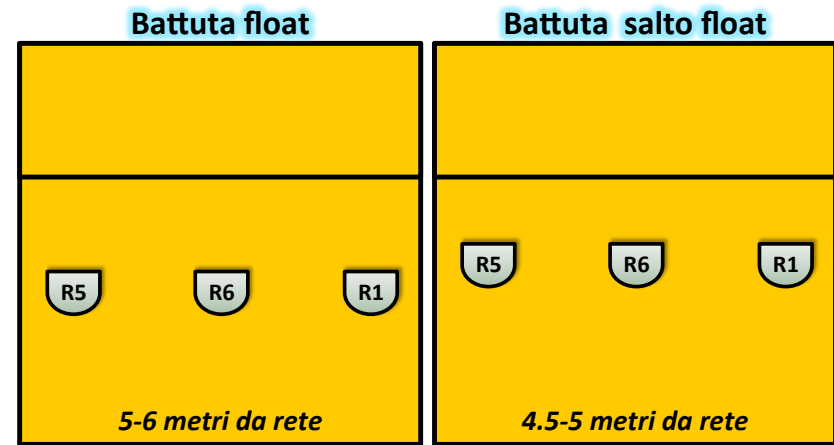 Battuta float
R5 R6 R1
5-6 metri da rete
Battuta salto float
R5 R6 R1
4.5-5 metri da rete